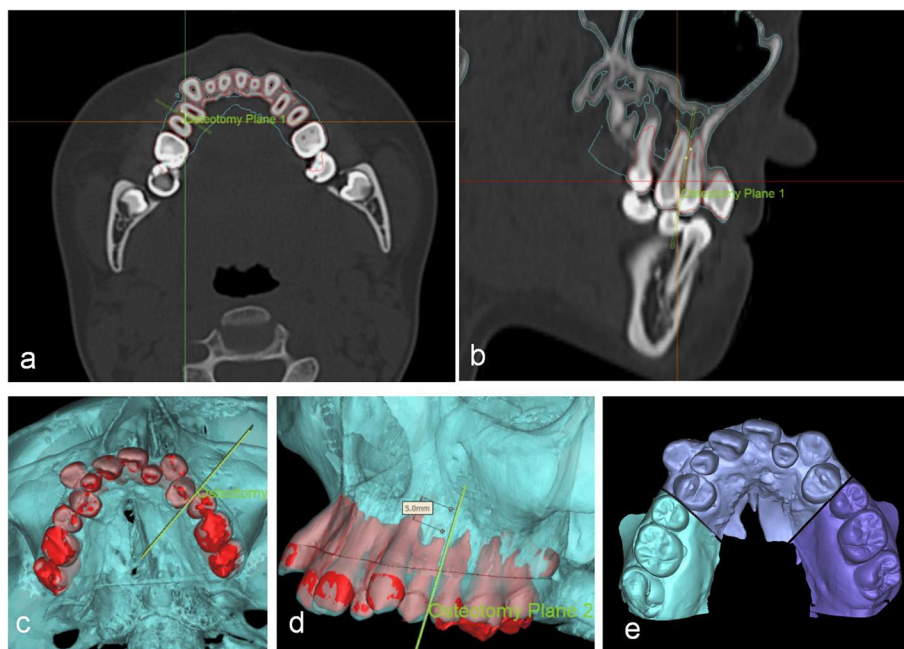 Osteotomy Plane 1
a
Osteotomy Plane 1
b
Osteotomy
c
5.0mm
Osteotomy Plane 2
d
e